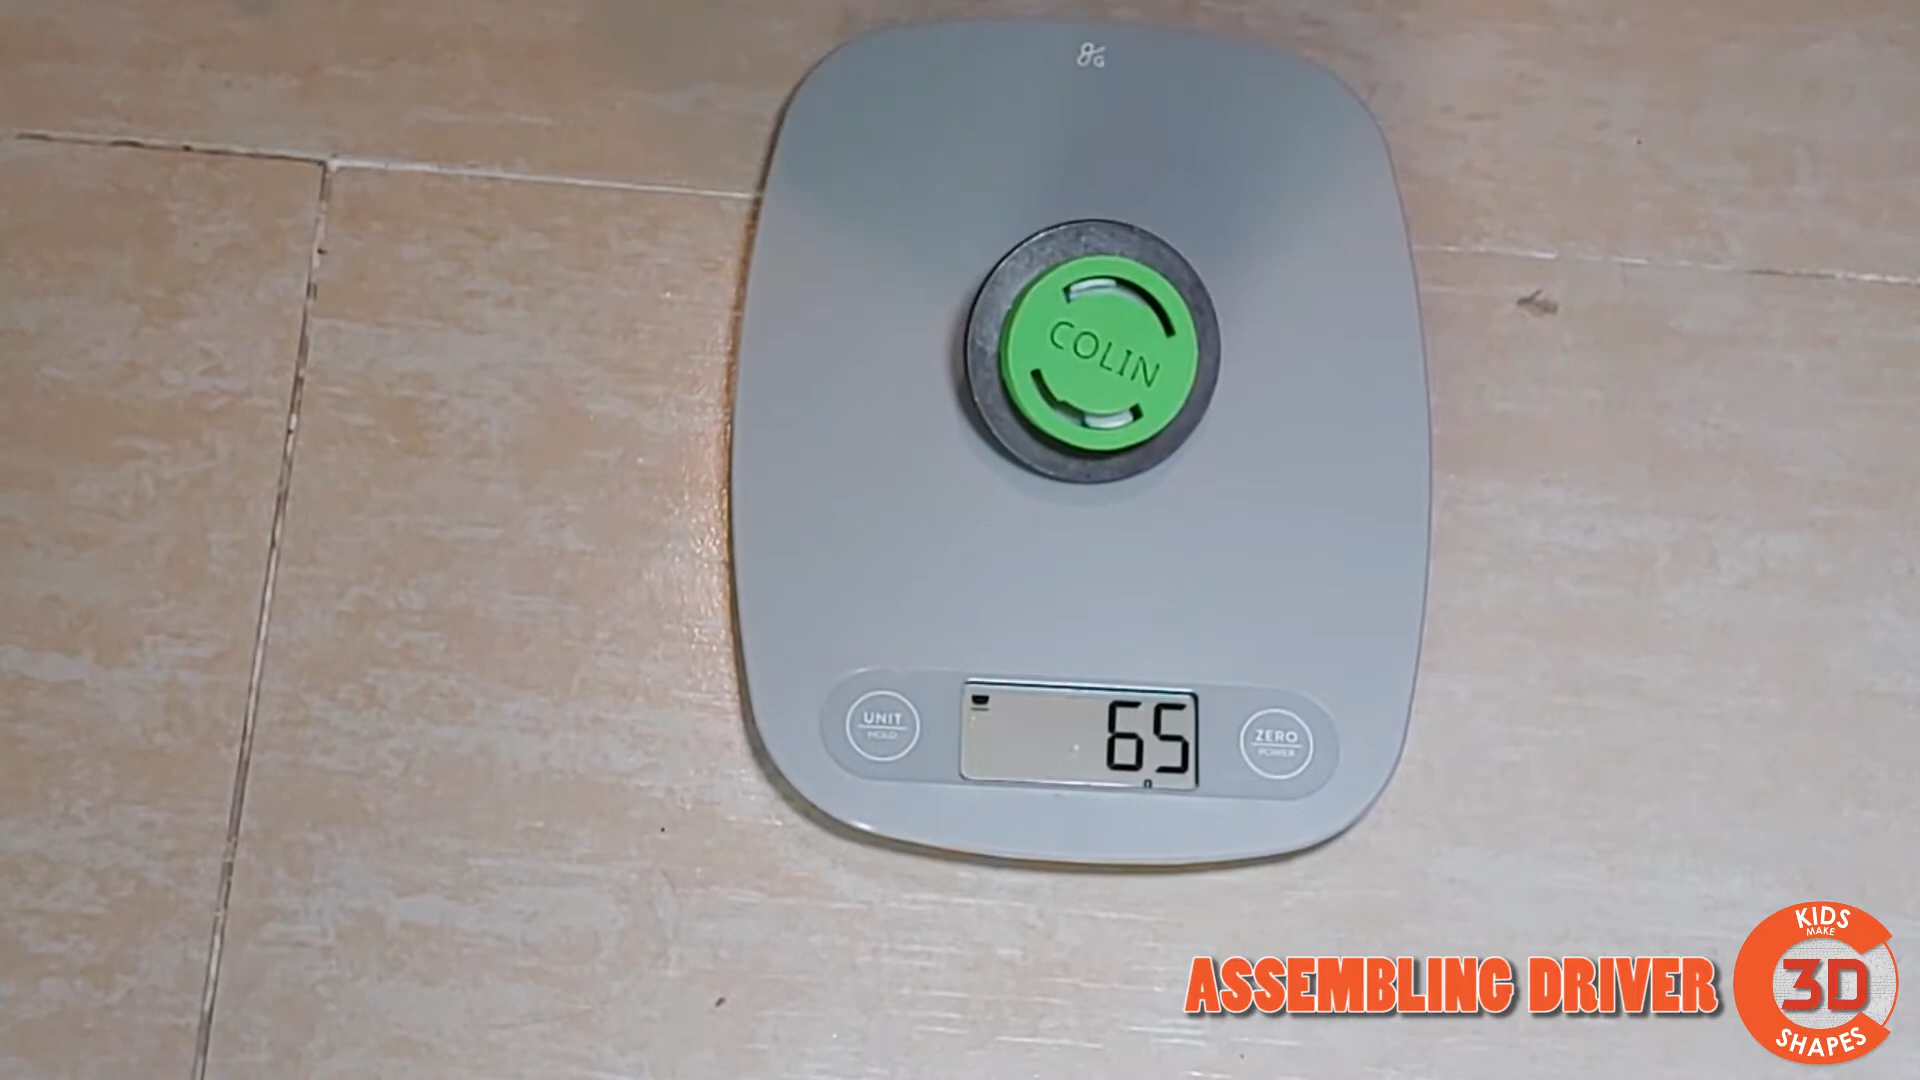 COLIN
UNIT
HOLD
65
g
ZERO
POWER
ASSEMBLING DRIVER
KIDS
MAKE
3D
SHAPES